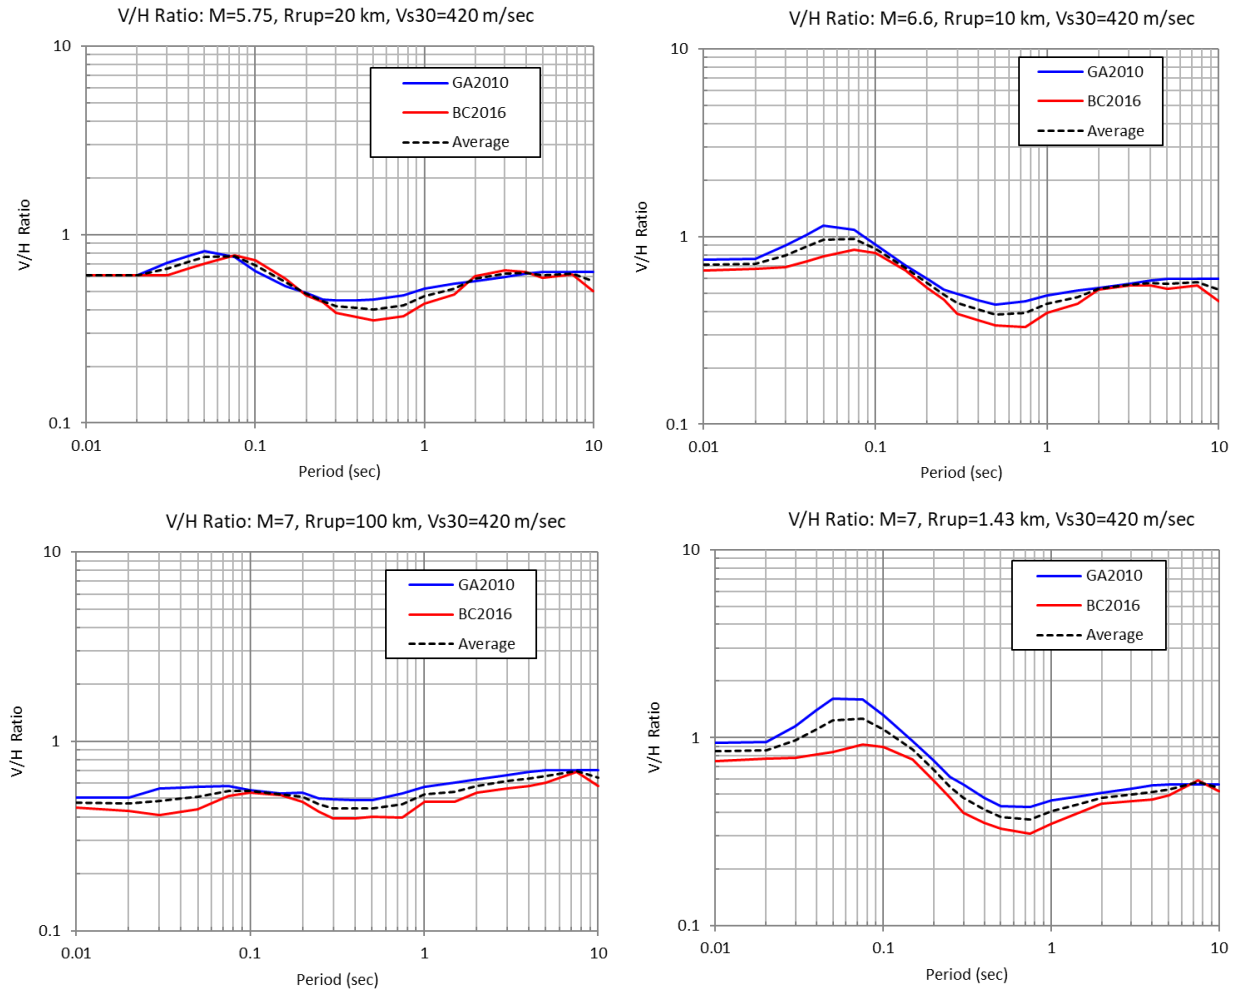 V/H Ratio: M=5.75, Rrup=20 km, Vs30=420 m/sec
10
1
0.1
V/H Ratio
GA2010
BC2016
Average
0.01
0.1
1
10
Period (sec)
V/H Ratio: M=6.6, Rrup=10 km, Vs30=420 m/sec
10
1
0.1
V/H Ratio
GA2010
BC2016
Average
0.01
0.1
1
10
Period (sec)
V/H Ratio: M=7, Rrup=100 km, Vs30=420 m/sec
10
1
0.1
V/H Ratio
GA2010
BC2016
Average
0.01
0.1
1
10
Period (sec)
V/H Ratio: M=7, Rrup=1.43 km, Vs30=420 m/sec
10
1
0.1
V/H Ratio
GA2010
BC2016
Average
0.01
0.1
1
10
Period (sec)